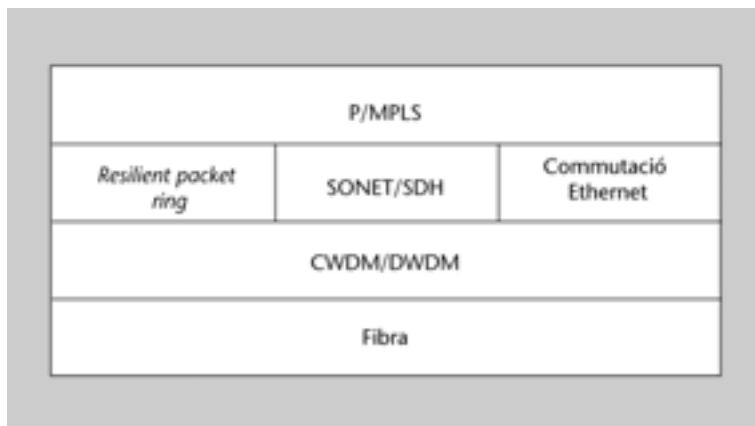 P/MPLS
Resilient packet
ring
SONET/SDH
Commutació
Ethernet
CWDM/DWDM
Fibra